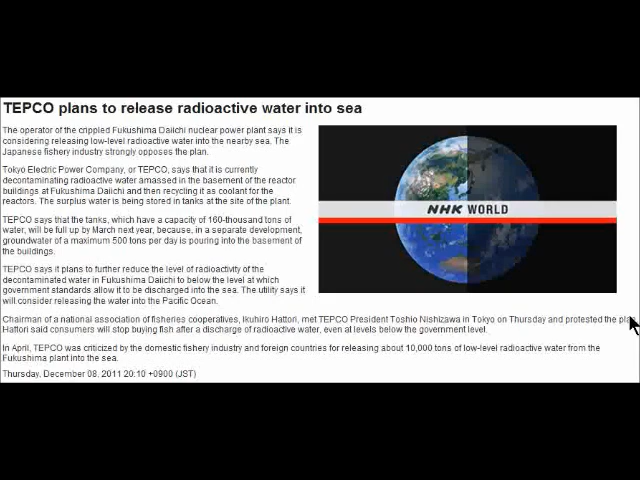 TEPCO plans to release radioactive water into sea
The operator of the crippled Fukushima Daiichi nuclear power plant says it is
considering releasing low-level radioactive water into the nearby sea. The
Japanese fishery industry strongly opposes the plan.
Tokyo Electric Power Company, or TEPCO, says that it is currently
decontaminating radioactive water amassed in the basement of the reactor
buildings at Fukushima Daiichi and then recycling it as coolant for the
reactors. The surplus water is being stored in tanks at the site of the plant.
TEPCO says that the tanks, which have a capacity of 160-thousand tons of
water, will be full up by March next year, because, in a separate development,
groundwater of a maximum 500 tons per day is pouring into the basement of
the buildings.
TEPCO says it plans to further reduce the level of radioactivity of the
decontaminated water in Fukushima Daiichi to below the level at which
government standards allow it to be discharged into the sea. The utility says it
will consider releasing the water into the Pacific Ocean.
NHK WORLD
Chairman of a national association of fisheries cooperatives, Ikuhiro Hattori, met TEPCO President Toshio Nishizawa in Tokyo on Thursday and protested the plan.
Hattori said consumers will stop buying fish after a discharge of radioactive water, even at levels below the government level.
In April, TEPCO was criticized by the domestic fishery industry and foreign countries for releasing about 10,000 tons of low-level radioactive water from the
Fukushima plant into the sea.
Thursday, December 08, 2011 20:10 +0900 (JST)